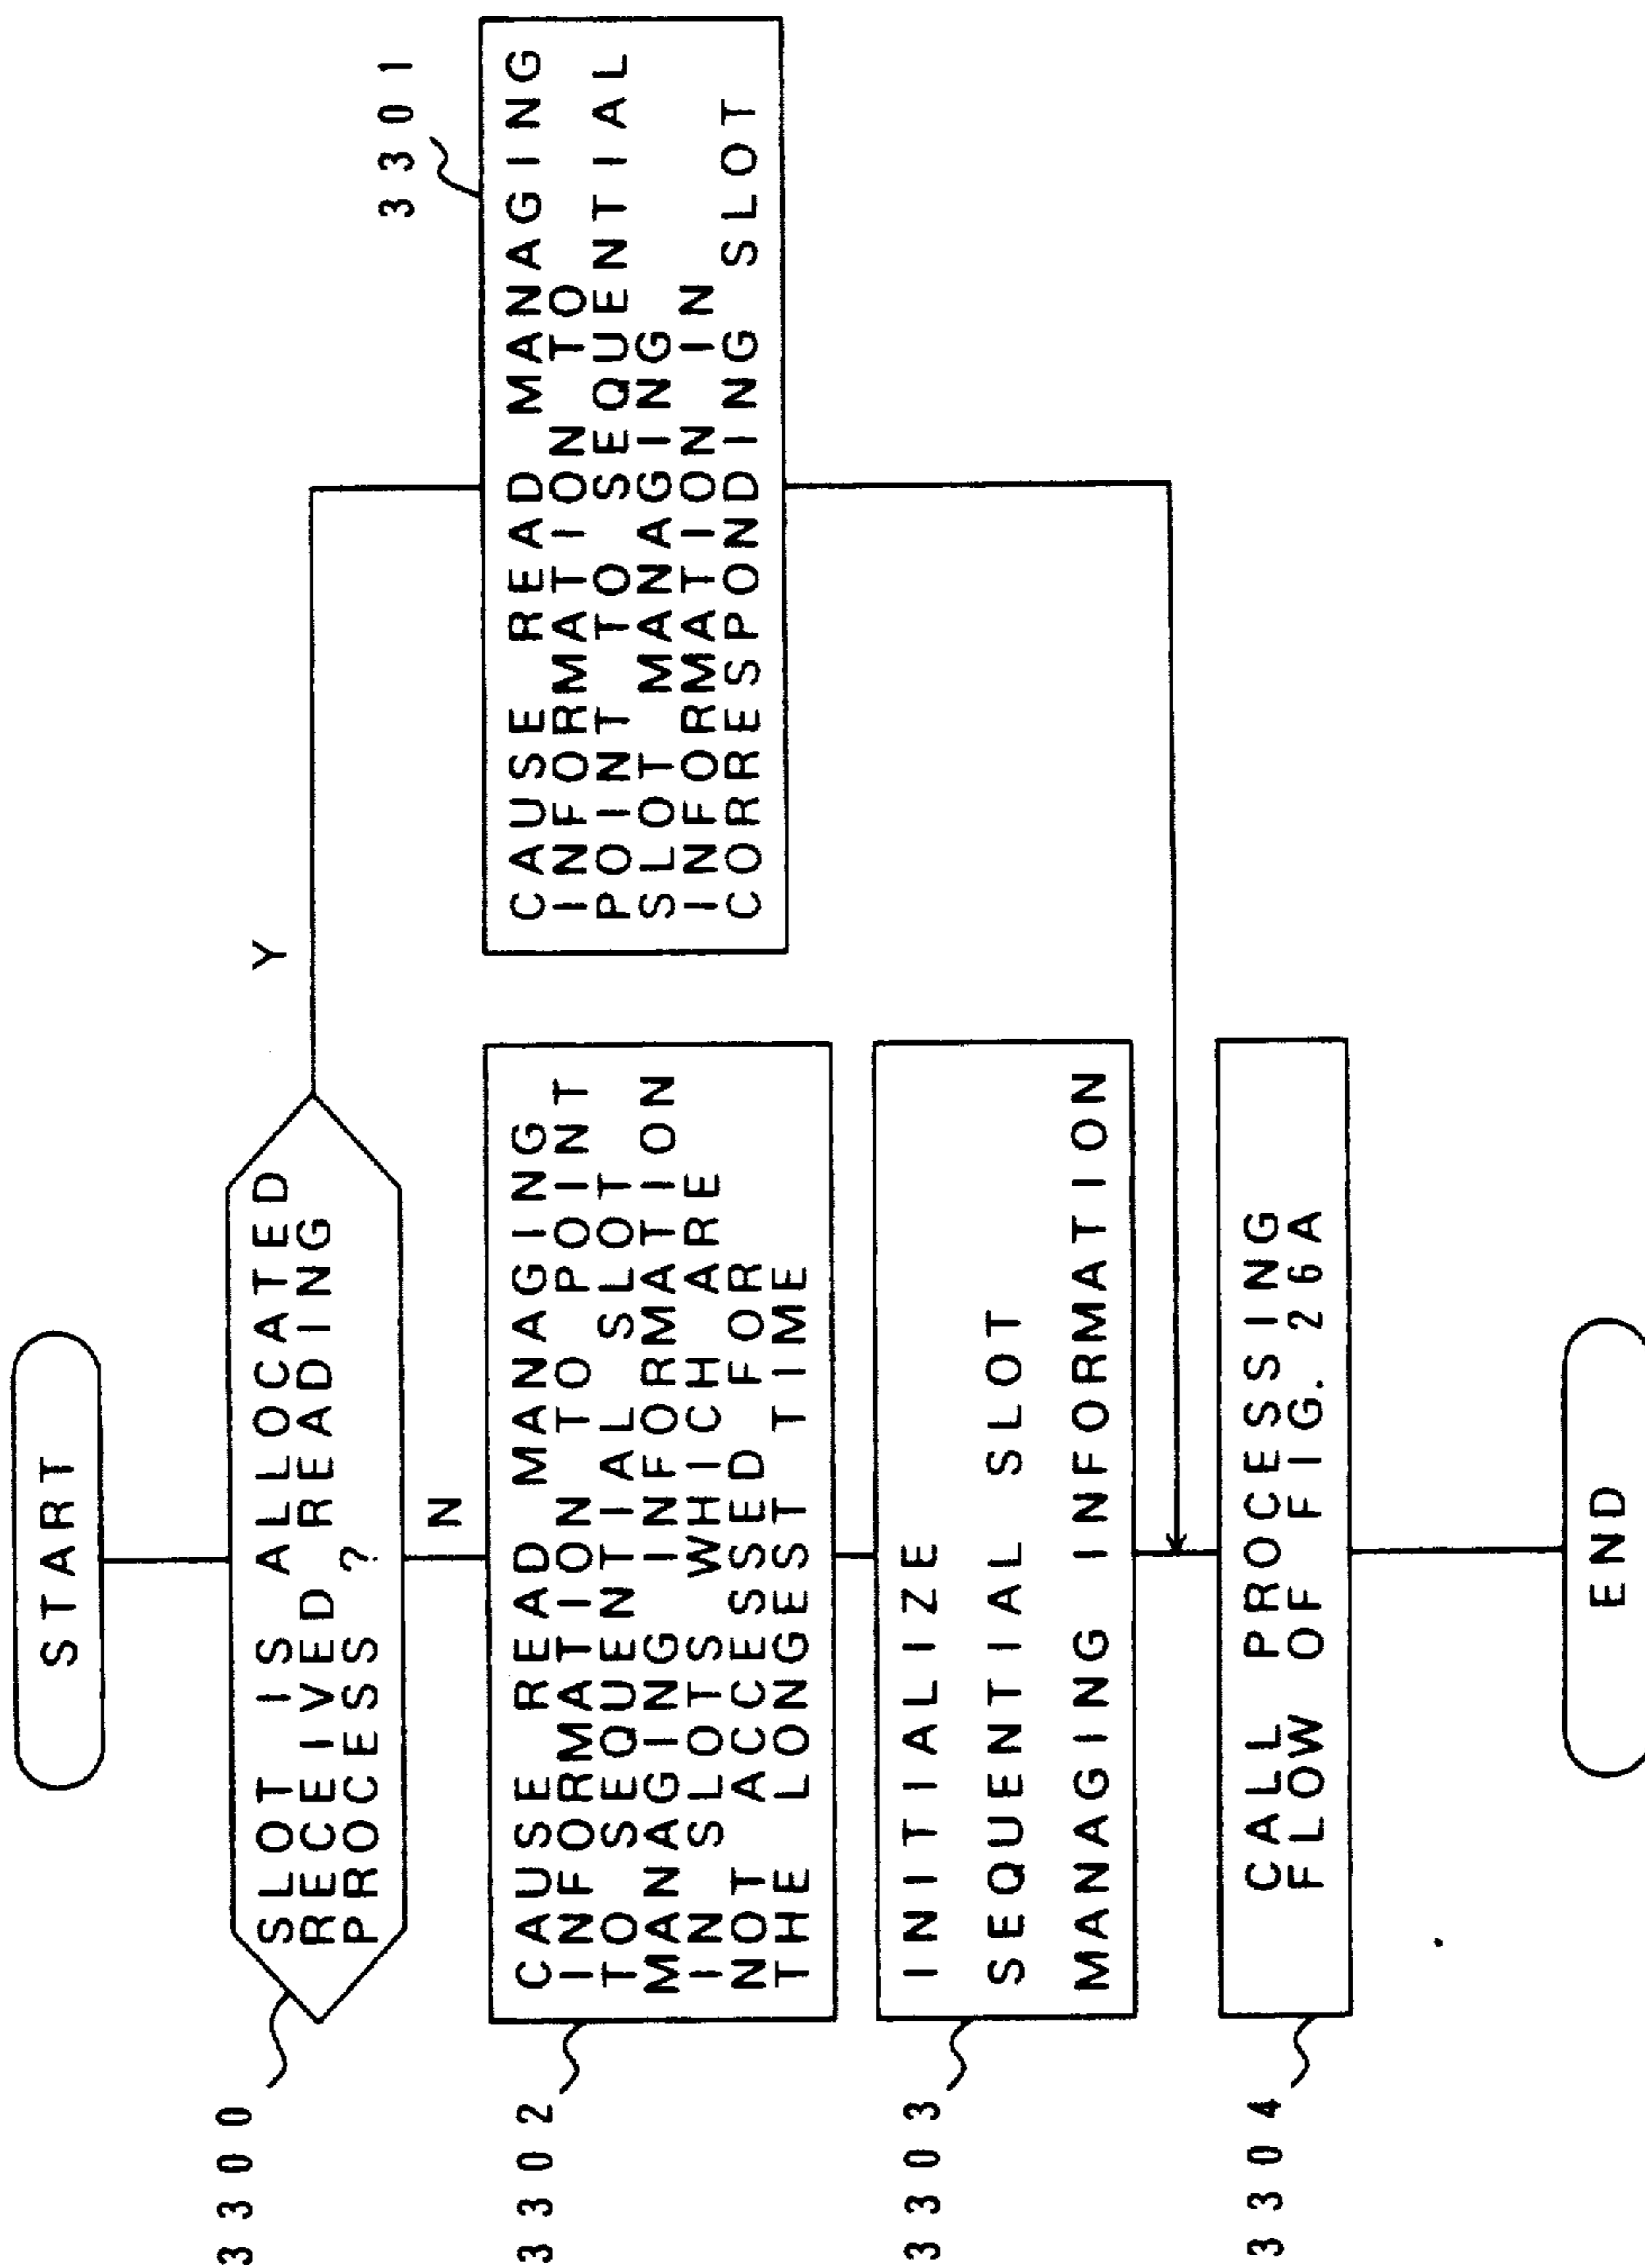 START
3300
SLOT IS ALLOCATED
RECEIVED READING
PROCESS ?
Y
N
3301
CAUSE READ MANAGING
INFORMATION TO
POINT TO SEQUENTIAL
SLOT MANAGING
INFORMATION IN
CORRESPONDING SLOT
3302
CAUSE READ MANAGING
INFORMATION TO POINT
TO SEQUENTIAL SLOT
MANAGING INFORMATION
IN SLOTS WHICH ARE
NOT ACCESSED FOR
THE LONGEST TIME
3303
INITIALIZE
SEQUENTIAL SLOT
MANAGING INFORMATION
3304
CALL PROCESSING
FLOW OF FIG. 26A
END